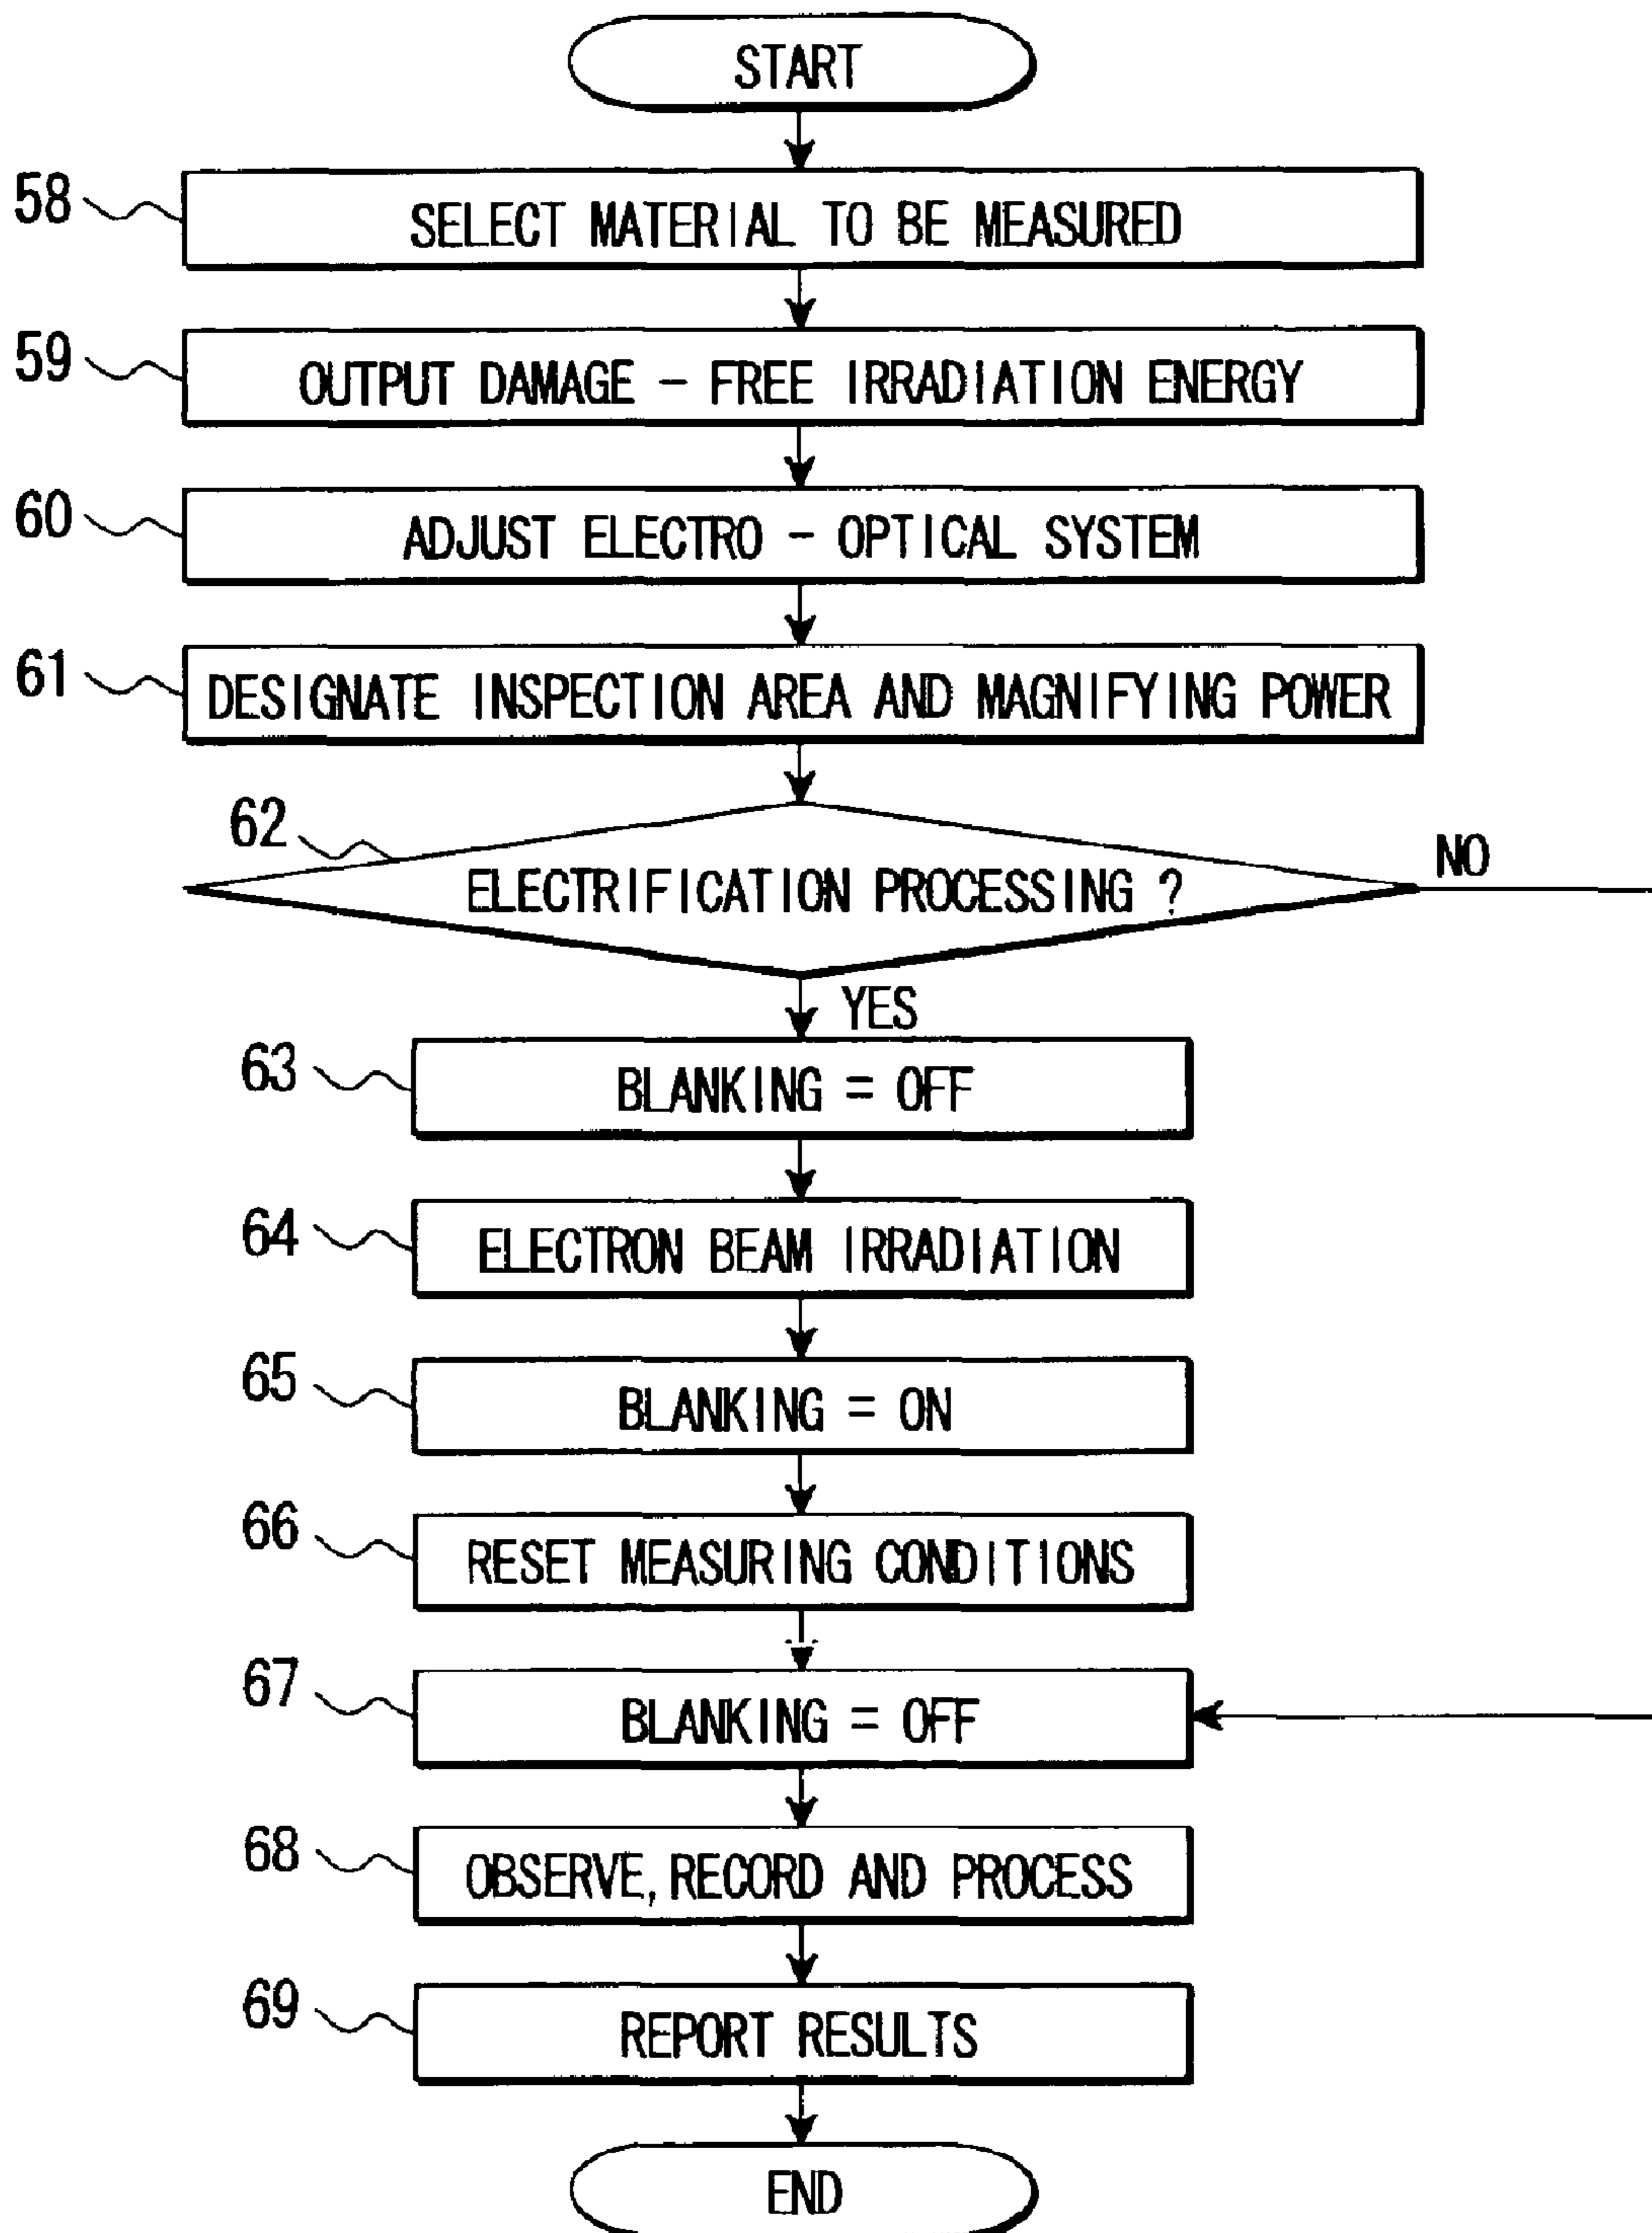 START
58
SELECT MATERIAL TO BE MEASURED
59
OUTPUT DAMAGE - FREE IRRADIATION ENERGY
60
ADJUST ELECTRO - OPTICAL SYSTEM
61
DESIGNATE INSPECTION AREA AND MAGNIFYING POWER
62
ELECTRIFICATION PROCESSING ?
NO
YES
63
BLANKING = OFF
64
ELECTRON BEAM IRRADIATION
65
BLANKING = ON
66
RESET MEASURING CONDITIONS
67
BLANKING = OFF
68
OBSERVE, RECORD AND PROCESS
69
REPORT RESULTS
END